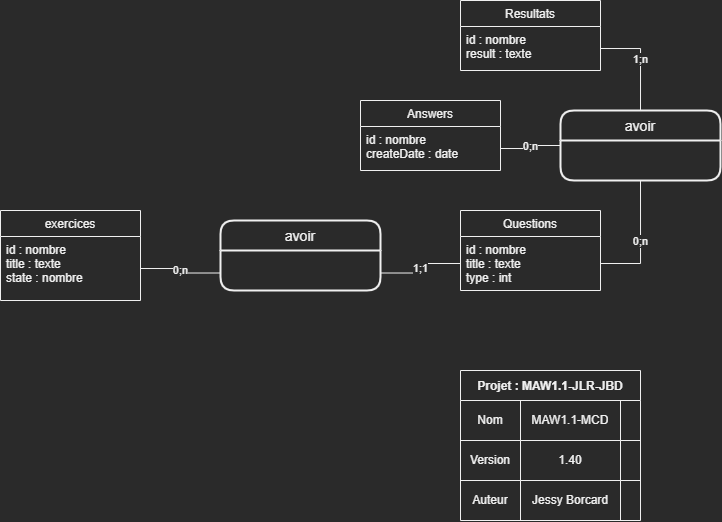 Resultats
id : nombre
result : texte
1;n
Answers
id : nombre
createDate : date
0;n
avoir
exercices
id : nombre
title : texte
state : nombre
0;n
avoir
1;1
Questions
id : nombre
title : texte
type : int
0;n
Projet : MAW1.1-JLR-JBD
Nom MAW1.1-MCD
Version 1.40
Auteur Jessy Borcard